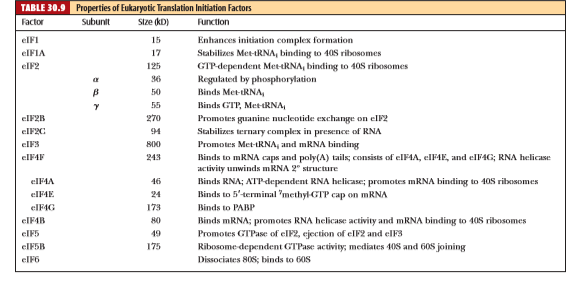 TABLE 30.9 Properties of Eukaryotic Translation Initiation Factors
Factor Subunit Size (kD) Function
eIF1 15 Enhances initiation complex formation
eIF1A 17 Stabilizes Met-tRNAi binding to 40S ribosomes
eIF2 125 GTP-dependent Met-tRNAi binding to 40S ribosomes
α 36 Regulated by phosphorylation
β 50 Binds Met-tRNAi
γ 55 Binds GTP, Met-tRNAi
eIF2B 270 Promotes guanine nucleotide exchange on eIF2
eIF2C 94 Stabilizes ternary complex in presence of RNA
eIF3 800 Promotes Met-tRNAi and mRNA binding
eIF4F 243 Binds to mRNA caps and poly(A) tails; consists of eIF4A, eIF4E, and eIF4G; RNA helicase
activity unwinds mRNA 2° structure
eIF4A 46 Binds RNA; ATP-dependent RNA helicase; promotes mRNA binding to 40S ribosomes
eIF4E 24 Binds to 5′-terminal 7methyl-GTP cap on mRNA
eIF4G 173 Binds to PABP
eIF4B 80 Binds mRNA; promotes RNA helicase activity and mRNA binding to 40S ribosomes
eIF5 49 Promotes GTPase of eIF2, ejection of eIF2 and eIF3
eIF5B 175 Ribosome-dependent GTPase activity; mediates 40S and 60S joining
eIF6 Dissociates 80S; binds to 60S